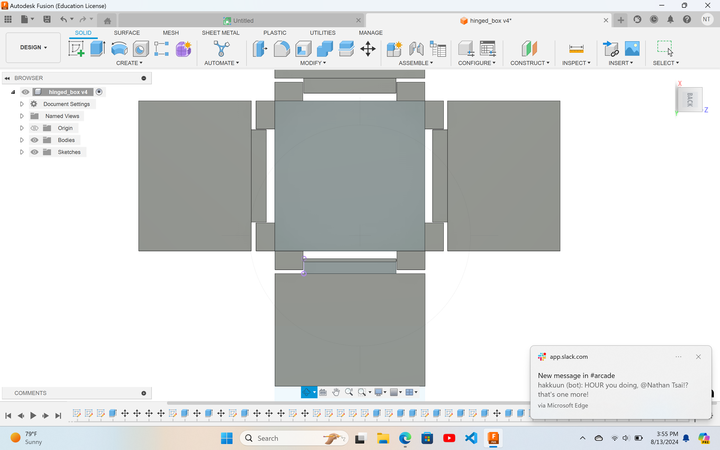 Autodesk Fusion (Education License)
Untitled
hinged_box v4*
NT
DESIGN
SOLID
SURFACE
MESH
SHEET METAL
PLASTIC
UTILITIES
MANAGE
CREATE
AUTOMATE
MODIFY
ASSEMBLE
CONFIGURE
CONSTRUCT
INSPECT
INSERT
SELECT
BROWSER
hinged_box v4
Document Settings
Named Views
Origin
Bodies
Sketches
X
BACK
Z
app.slack.com
New message in #arcade
hakkuun (bot): HOUR you doing, @Nathan Tsai!?
that's one more!
via Microsoft Edge
COMMENTS
79°F
Sunny
Search
3:55 PM
8/13/2024